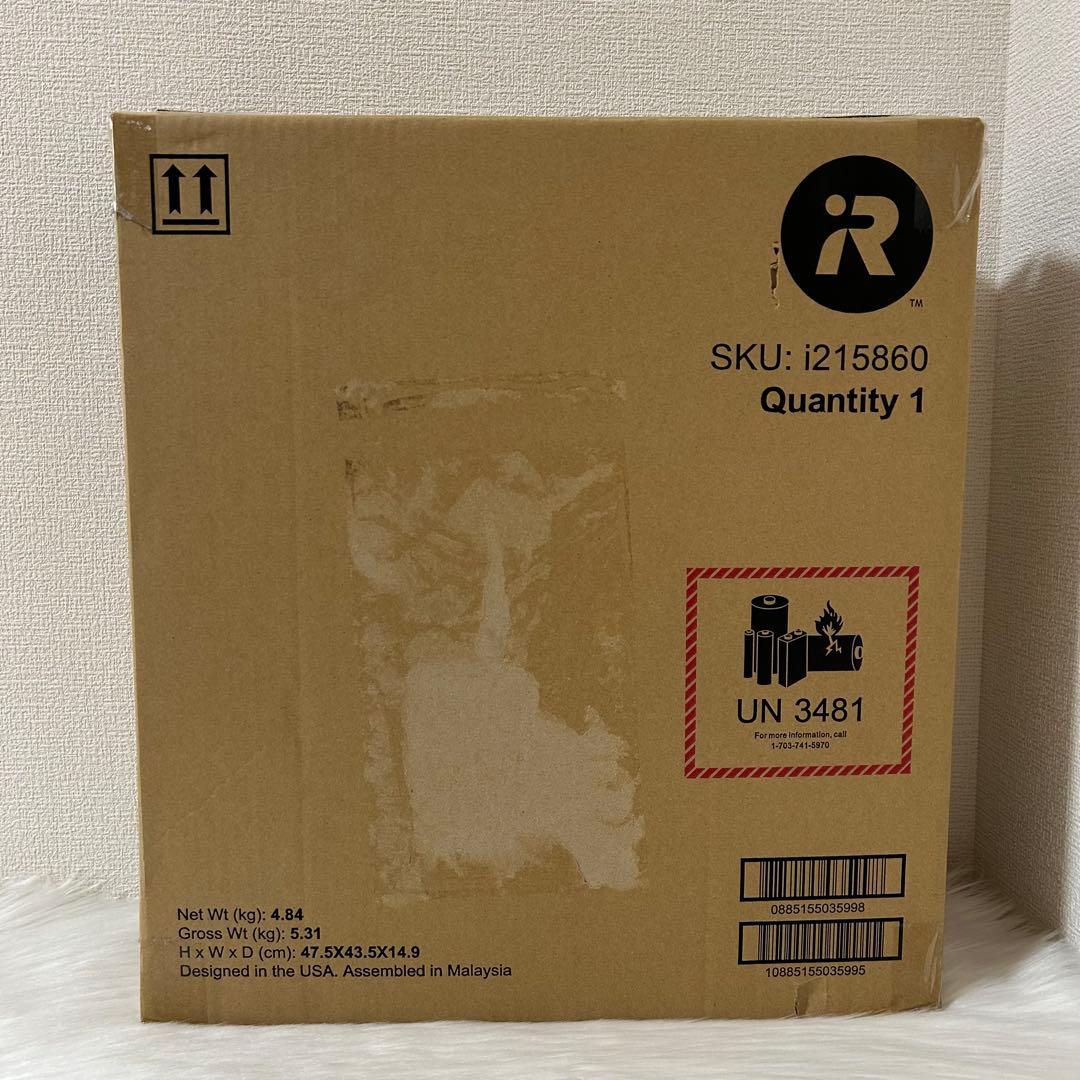 iR
TM
SKU: i215860
Quantity 1
UN 3481
For more information, call
1-703-741-5970
0885155035998
10885155035995
Net Wt (kg): 4.84
Gross Wt (kg): 5.31
H x W x D (cm): 47.5X43.5X14.9
Designed in the USA. Assembled in Malaysia